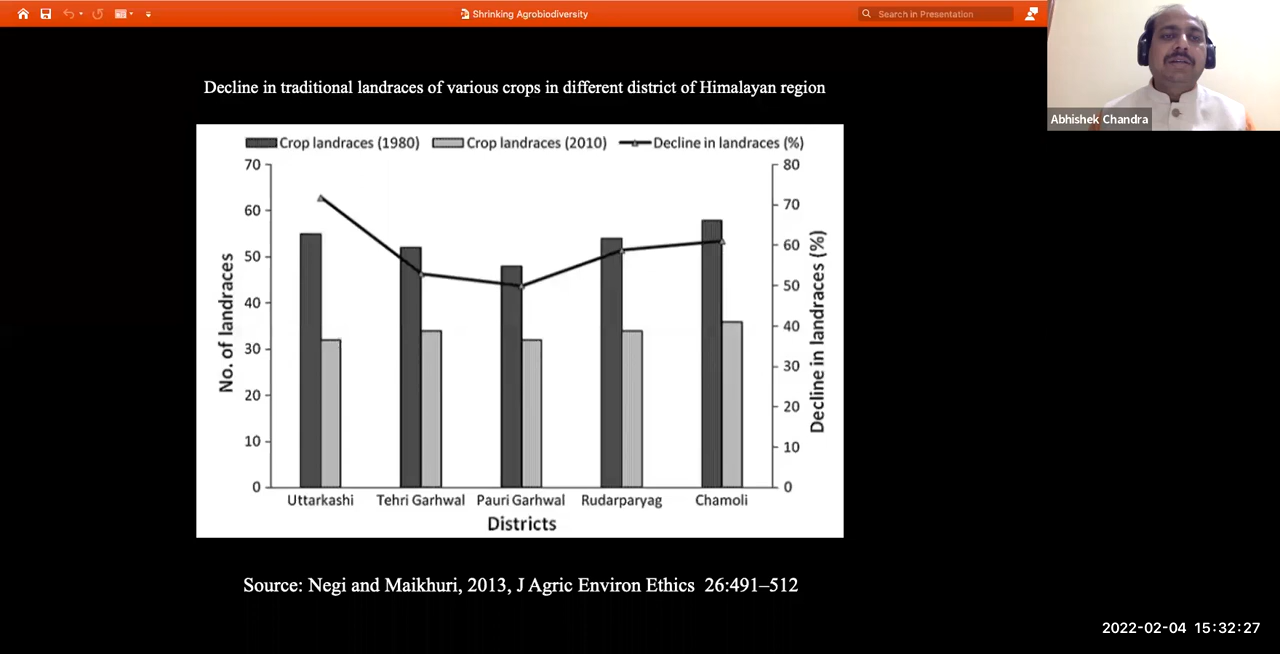 Shrinking Agrobiodiversity
Search in Presentation
Abhishek Chandra
Decline in traditional landraces of various crops in different district of Himalayan region
Crop landraces (1980) Crop landraces (2010) Decline in landraces (%)
No. of landraces
70
60
50
40
30
20
10
0
80
70
60
50
40
30
20
10
0
Decline in landraces (%)
Uttarkashi Tehri Garhwal Pauri Garhwal Rudarparyag Chamoli
Districts
Source: Negi and Maikhuri, 2013, J Agric Environ Ethics 26:491–512
2022-02-04 15:32:27